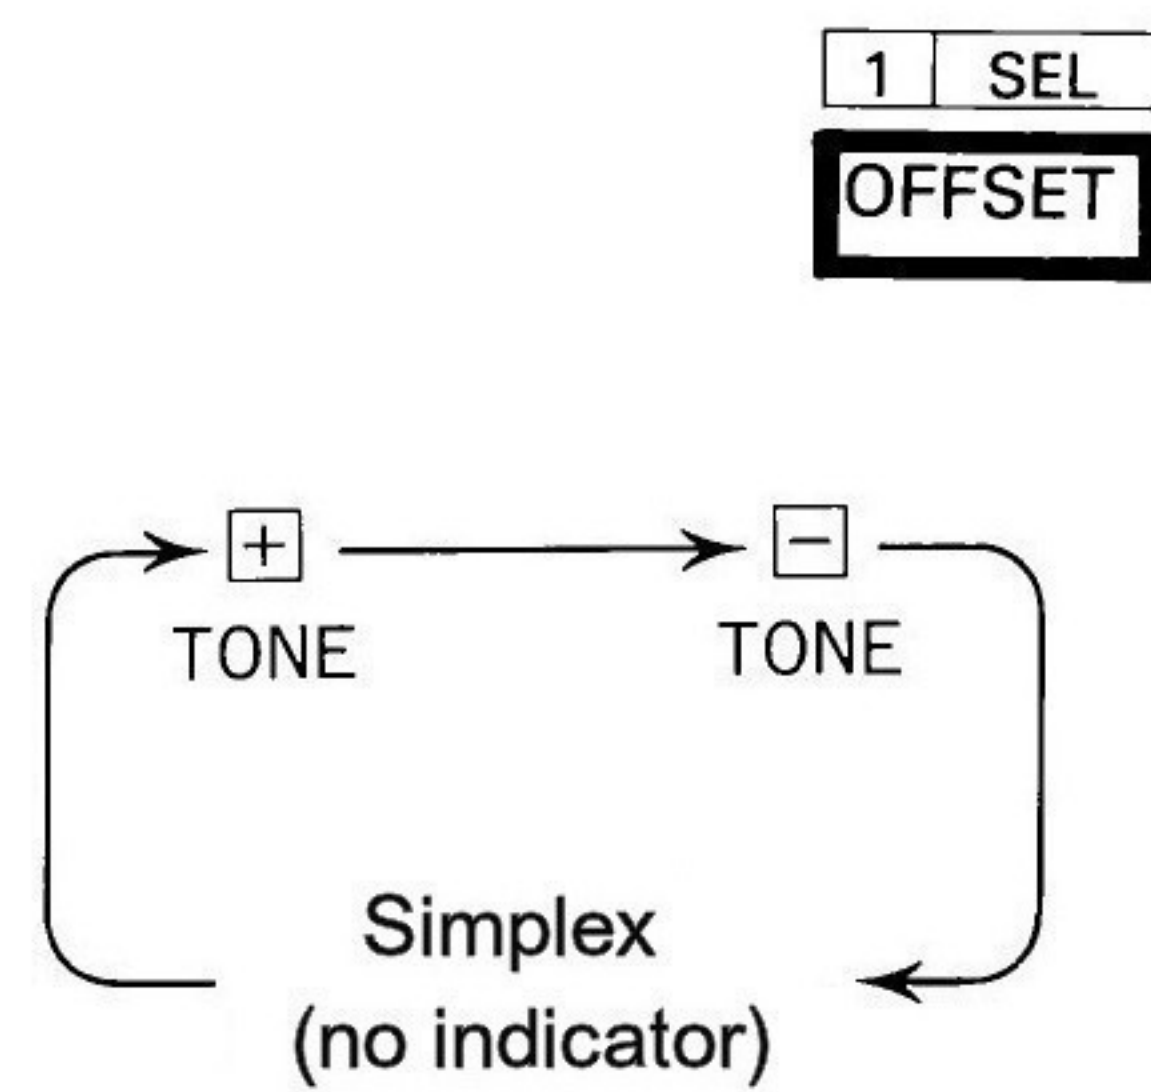 1 SEL
OFFSET
+ −
TONE TONE
Simplex
(no indicator)